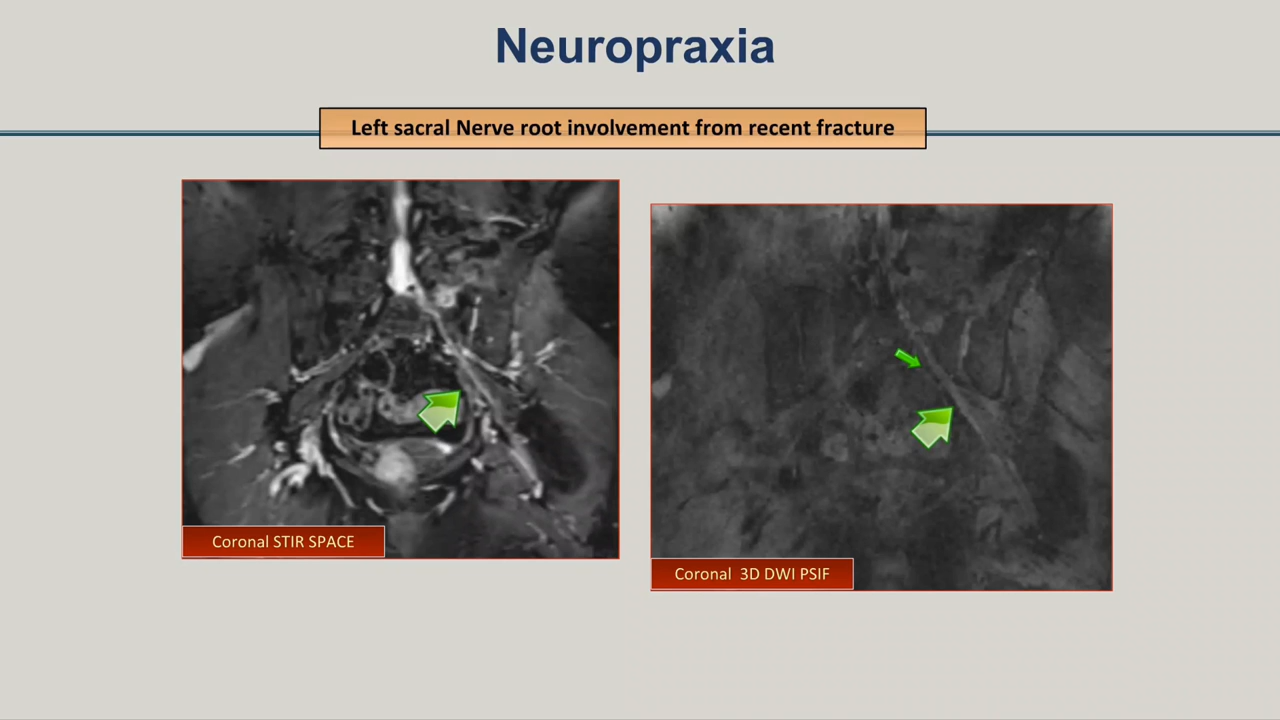 Neuropraxia
Left sacral Nerve root involvement from recent fracture
Coronal STIR SPACE
Coronal 3D DWI PSIF